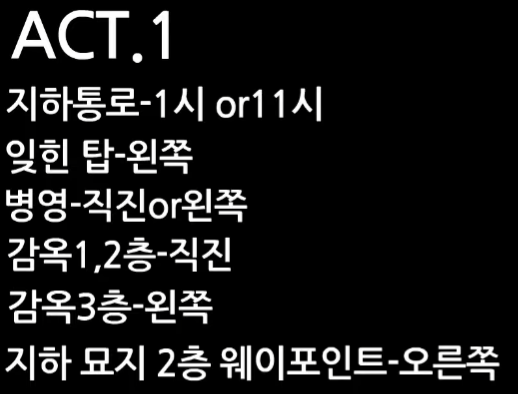 ACT.1
지하통로-1시 or11시
잊힌 탑-왼쪽
병영-직진or왼쪽
감옥1,2층-직진
감옥3층-왼쪽
지하 묘지 2층 웨이포인트-오른쪽